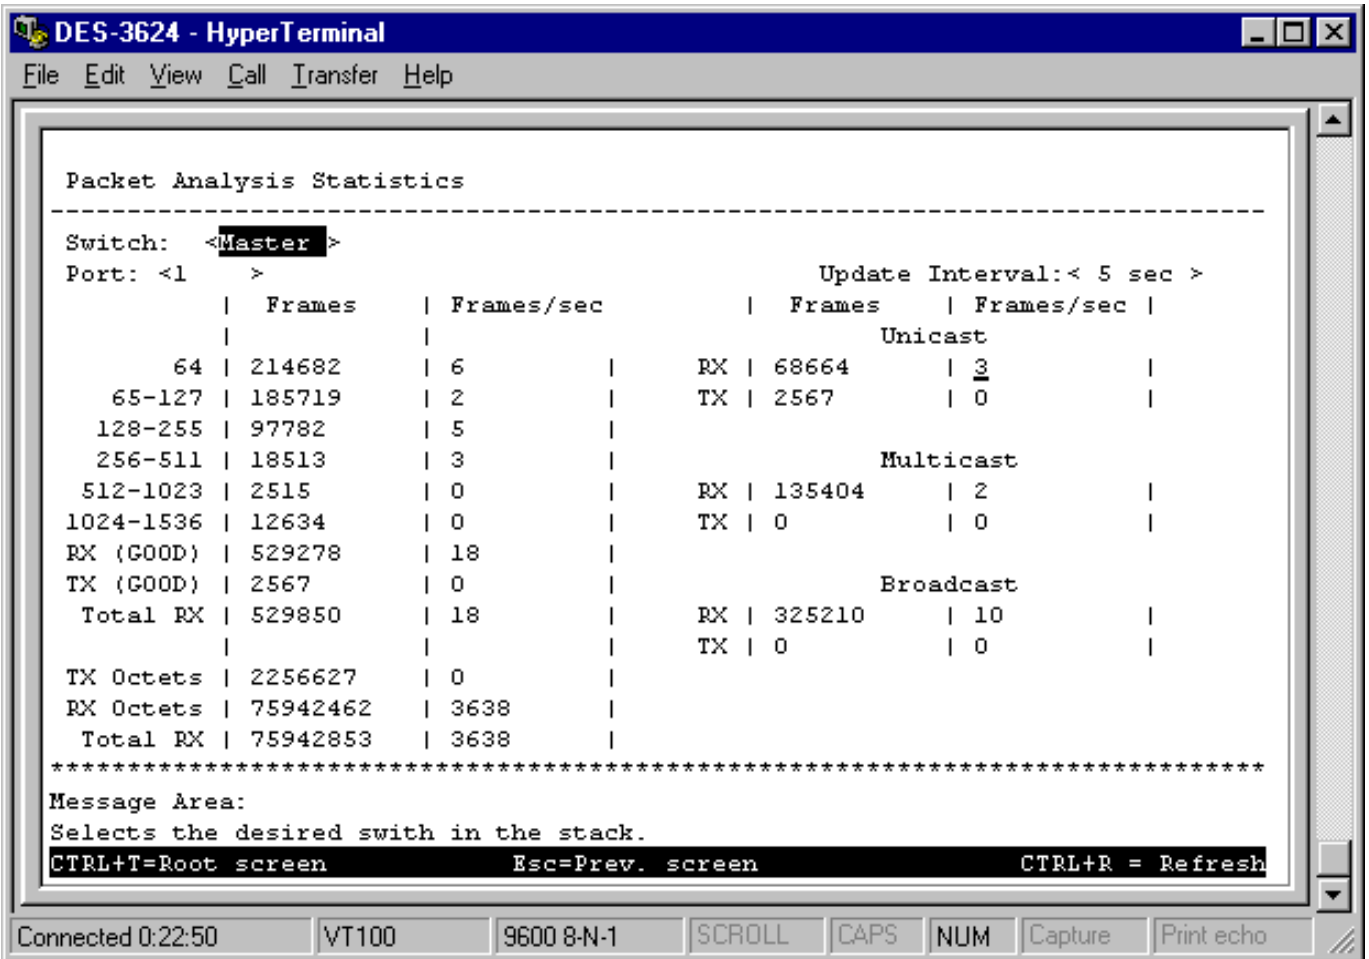 DES-3624 - HyperTerminal
File Edit View Call Transfer Help
Packet Analysis Statistics
--------------------------------------------------------------------------------
Switch: <Master >
Port: <1 > Update Interval:< 5 sec >
| Frames | Frames/sec | Frames | Frames/sec |
| | Unicast
64 | 214682 | 6 | RX | 68664 | 3 |
65-127 | 185719 | 2 | TX | 2567 | 0 |
128-255 | 97782 | 5 |
256-511 | 18513 | 3 | Multicast
512-1023 | 2515 | 0 | RX | 135404 | 2 |
1024-1536 | 12634 | 0 | TX | 0 | 0 |
RX (GOOD) | 529278 | 18 |
TX (GOOD) | 2567 | 0 | Broadcast
Total RX | 529850 | 18 | RX | 325210 | 10 |
| | | TX | 0 | 0 |
TX Octets | 2256627 | 0 |
RX Octets | 75942462 | 3638 |
Total RX | 75942853 | 3638 |
********************************************************************************
Message Area:
Selects the desired swith in the stack.
CTRL+T=Root screen Esc=Prev. screen CTRL+R = Refresh
Connected 0:22:50 VT100 9600 8-N-1 SCROLL CAPS NUM Capture Print echo